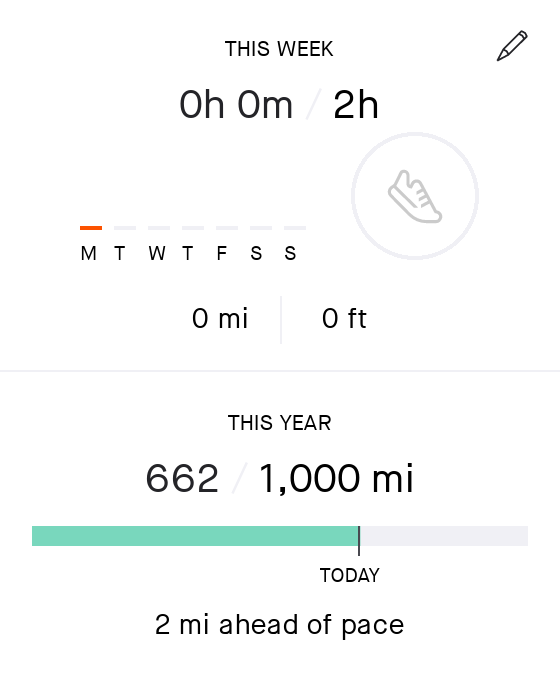 THIS WEEK
0h 0m / 2h
M T W T F S S
0 mi 0 ft
THIS YEAR
662 / 1,000 mi
TODAY
2 mi ahead of pace